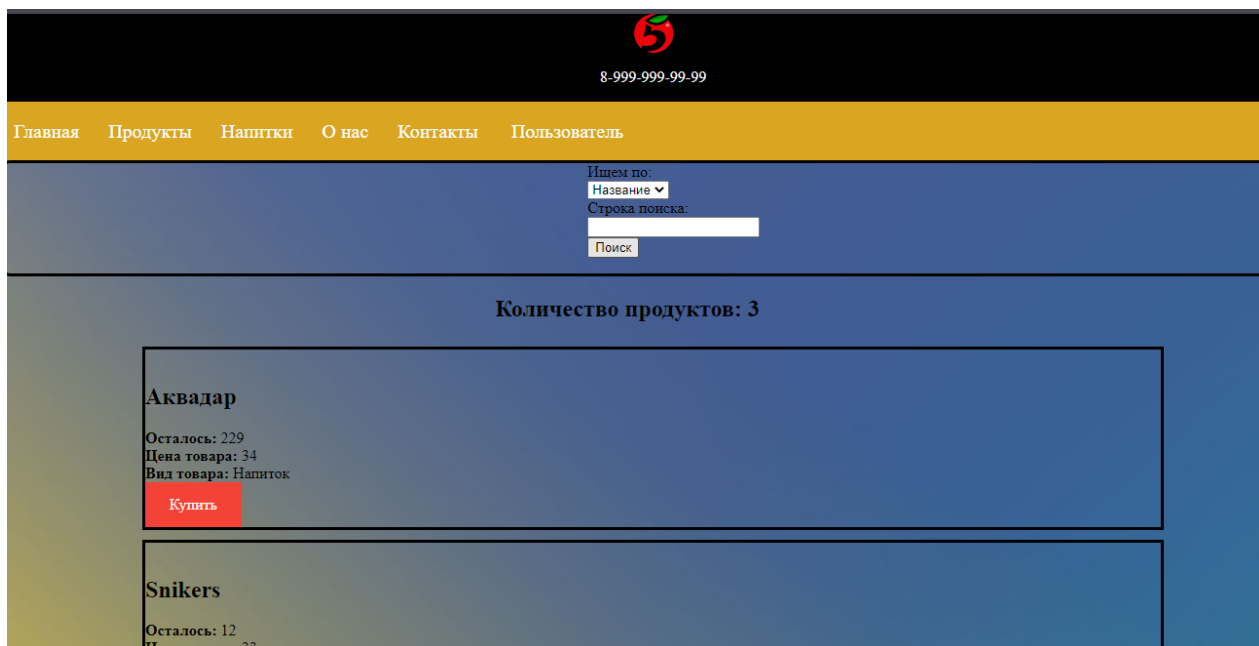 5
8-999-999-99-99
Главная Продукты Напитки О нас Контакты Пользователь
Ищем по:
Название
Строка поиска:
Поиск
Количество продуктов: 3
Аквадар
Осталось: 229
Цена товара: 34
Вид товара: Напиток
Купить
Snikers
Осталось: 12